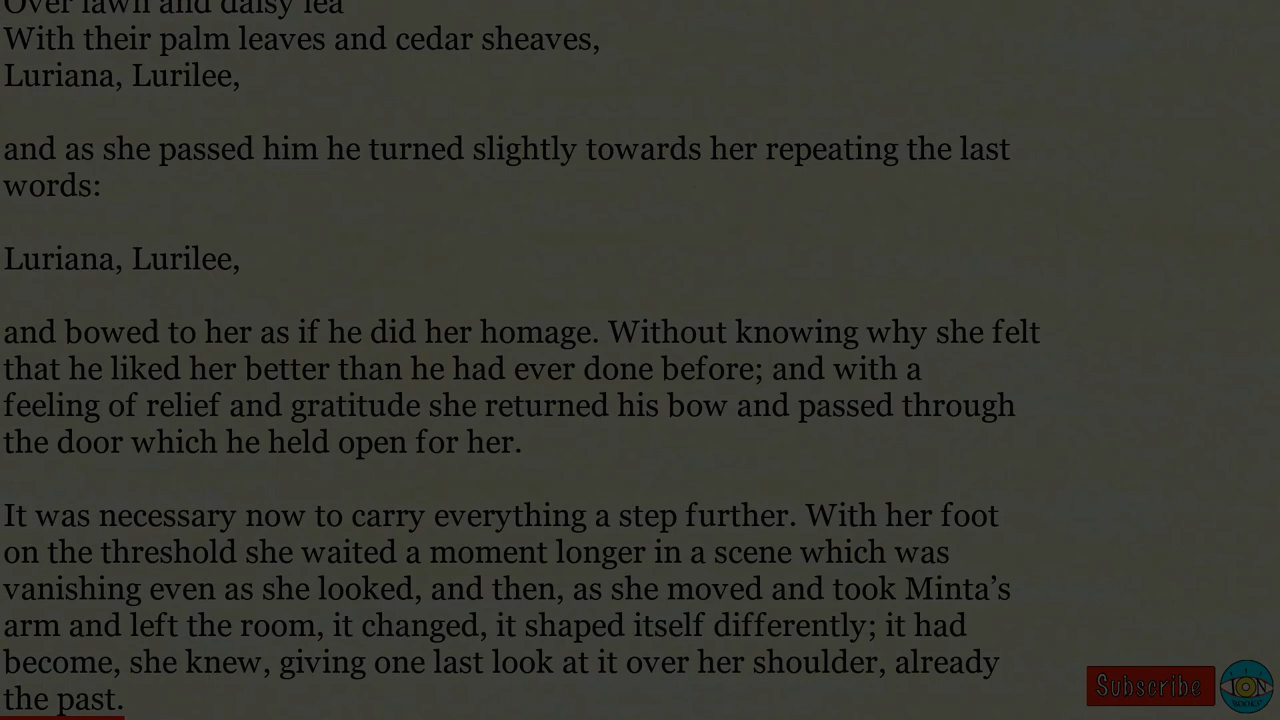 Over lawn and daisy lea
With their palm leaves and cedar sheaves,
Luriana, Lurilee,
and as she passed him he turned slightly towards her repeating the last
words:
Luriana, Lurilee,
and bowed to her as if he did her homage. Without knowing why she felt
that he liked her better than he had ever done before; and with a
feeling of relief and gratitude she returned his bow and passed through
the door which he held open for her.
It was necessary now to carry everything a step further. With her foot
on the threshold she waited a moment longer in a scene which was
vanishing even as she looked, and then, as she moved and took Minta’s
arm and left the room, it changed, it shaped itself differently; it had
become, she knew, giving one last look at it over her shoulder, already
the past.
Subscribe
ION
BOOKS